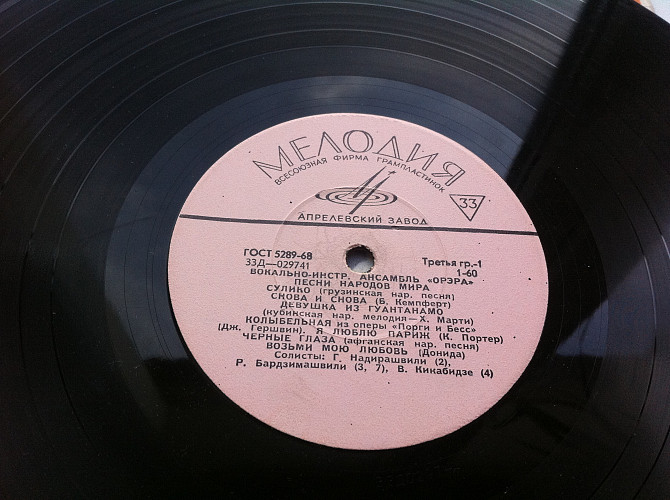 МЕЛОДИЯ
ВСЕСОЮЗНАЯ ФИРМА ГРАМПЛАСТИНОК
33
АПРЕЛЕВСКИЙ ЗАВОД
ГОСТ 5289-68 Третья гр.-1
33Д—029741 1-60
ВОКАЛЬНО-ИНСТР. АНСАМБЛЬ «ОРЭРА»
ПЕСНИ НАРОДОВ МИРА
СУЛИКО (грузинская нар. песня)
СНОВА И СНОВА (Б. Кемпферт)
ДЕВУШКА ИЗ ГУАНТАНАМО
(кубинская нар. мелодия—Х. Марти)
КОЛЫБЕЛЬНАЯ из оперы «Порги и Бесс»
(Дж. Гершвин). Я ЛЮБЛЮ ПАРИЖ (К. Портер)
ЧЕРНЫЕ ГЛАЗА (афганская нар. песня)
ВОЗЬМИ МОЮ ЛЮБОВЬ (Донида)
Солисты: Г. Надирашвили (2),
Р. Бардзимашвили (3, 7), В. Кикабидзе (4)